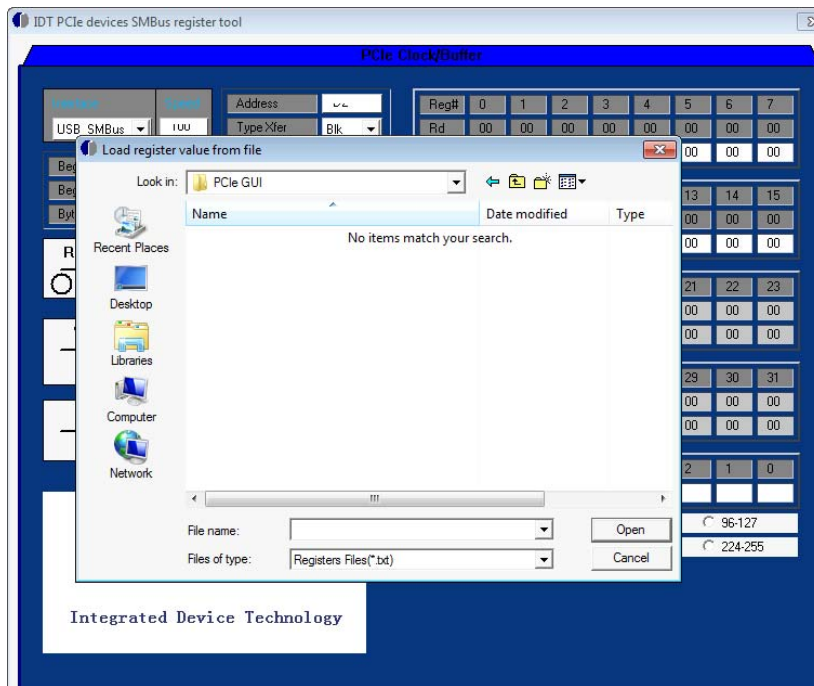 IDT PCIe devices SMBus register tool
PCIe Clock/Buffer
Address
USB SMBus 100 Type Xfer Blk
Reg# 0 1 2 3 4 5 6 7
Rd 00 00 00 00 00 00 00 00
00 00 00
13 14 15
00 00 00
00 00 00
21 22 23
00 00 00
00 00 00
29 30 31
00 00 00
00 00 00
2 1 0
96-127
224-255
Load register value from file
Look in: PCIe GUI
Name Date modified Type
No items match your search.
Recent Places
Desktop
Libraries
Computer
Network
File name: Open
Files of type: Registers Files(*.txt) Cancel
Integrated Device Technology